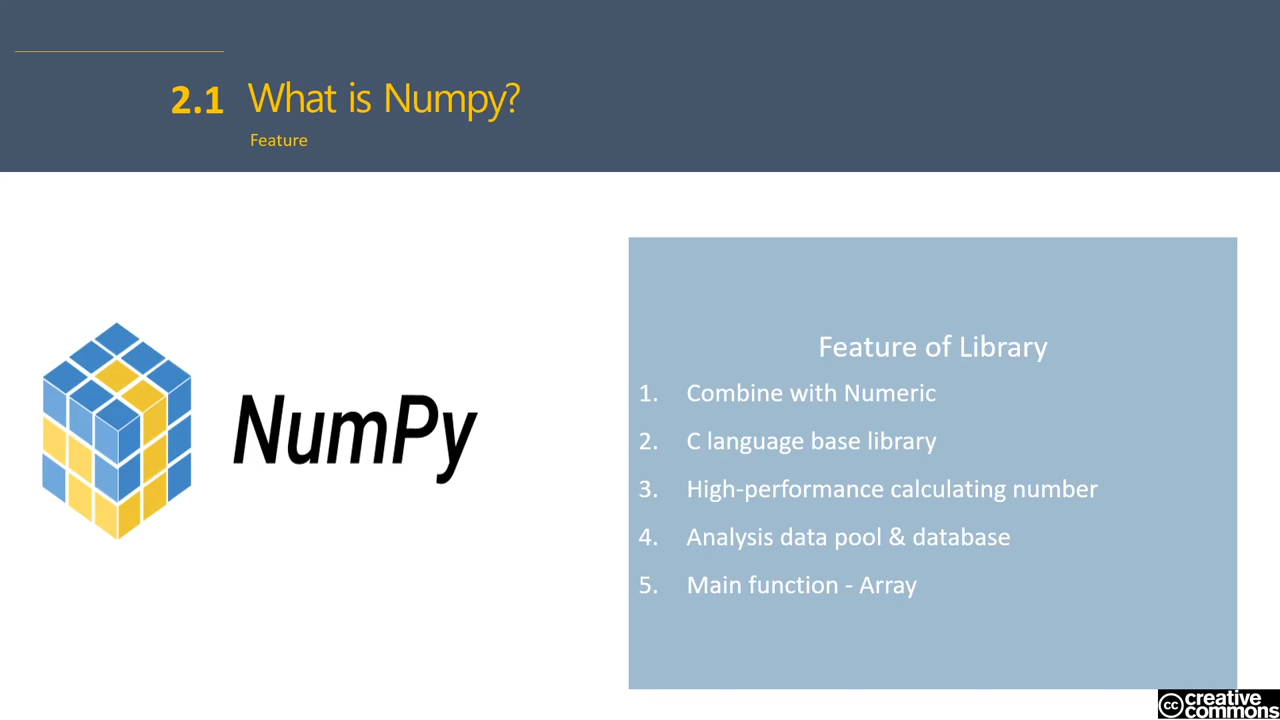 2.1 What is Numpy?
Feature
NumPy
Feature of Library
1. Combine with Numeric
2. C language base library
3. High-performance calculating number
4. Analysis data pool & database
5. Main function - Array
cc creative
commons